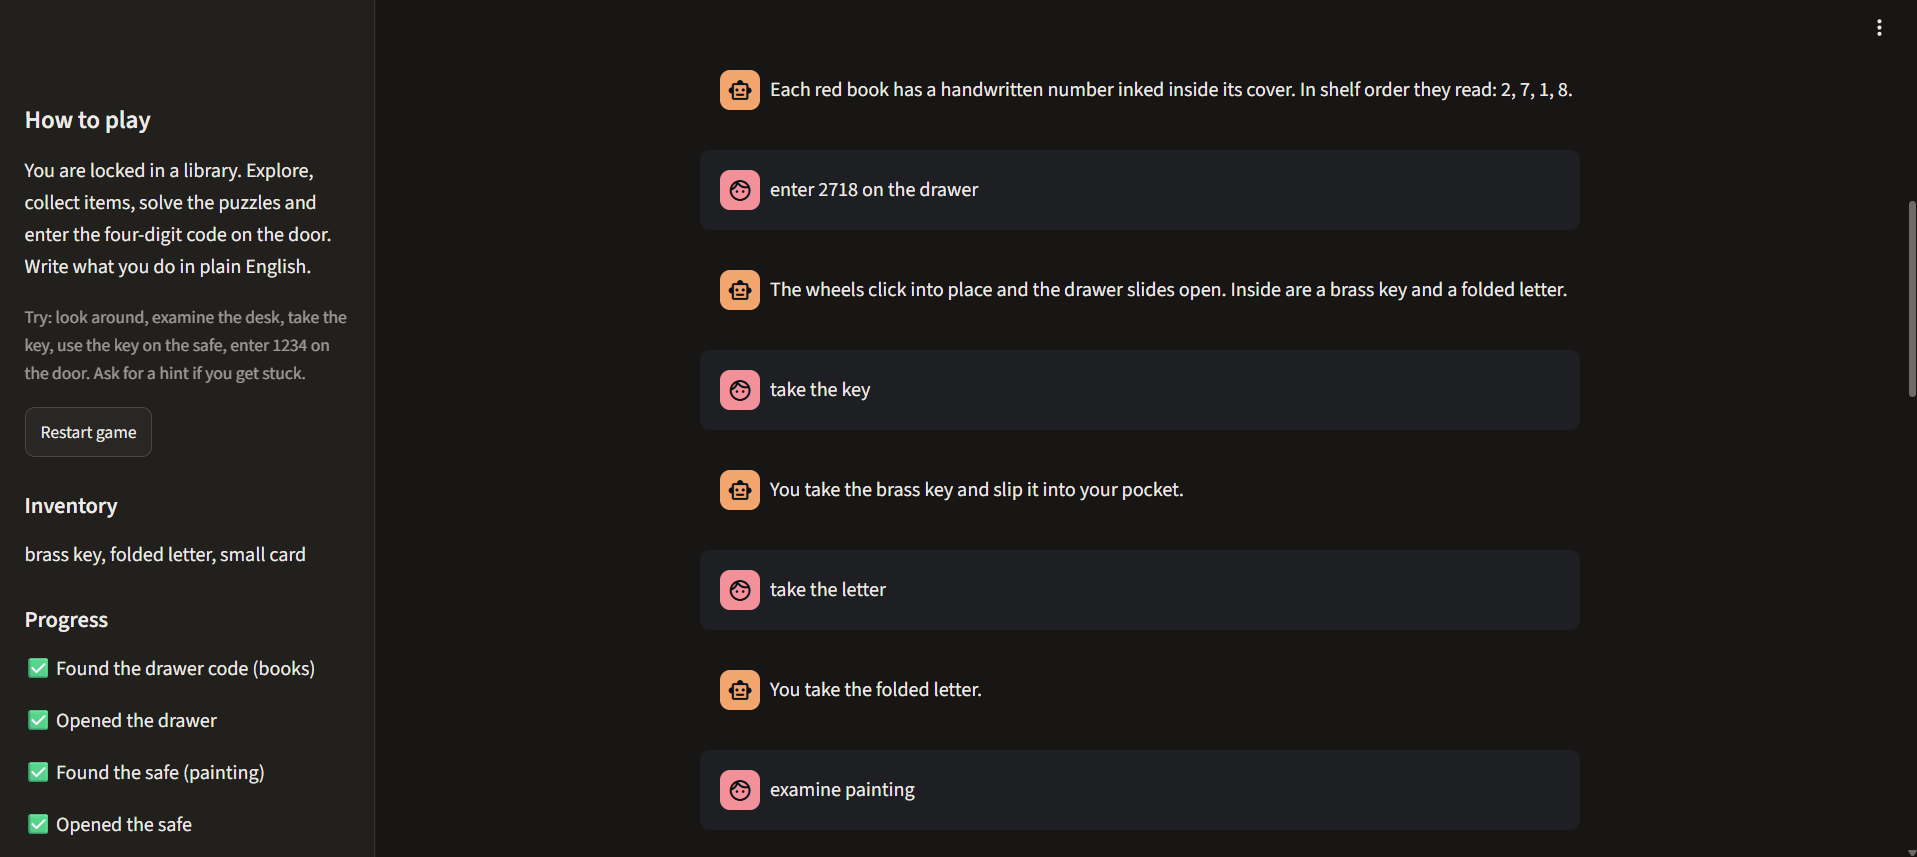 How to play
You are locked in a library. Explore,
collect items, solve the puzzles and
enter the four-digit code on the door.
Write what you do in plain English.
Try: look around, examine the desk, take the
key, use the key on the safe, enter 1234 on
the door. Ask for a hint if you get stuck.
Restart game
Inventory
brass key, folded letter, small card
Progress
Found the drawer code (books)
Opened the drawer
Found the safe (painting)
Opened the safe
Each red book has a handwritten number inked inside its cover. In shelf order they read: 2, 7, 1, 8.
enter 2718 on the drawer
The wheels click into place and the drawer slides open. Inside are a brass key and a folded letter.
take the key
You take the brass key and slip it into your pocket.
take the letter
You take the folded letter.
examine painting